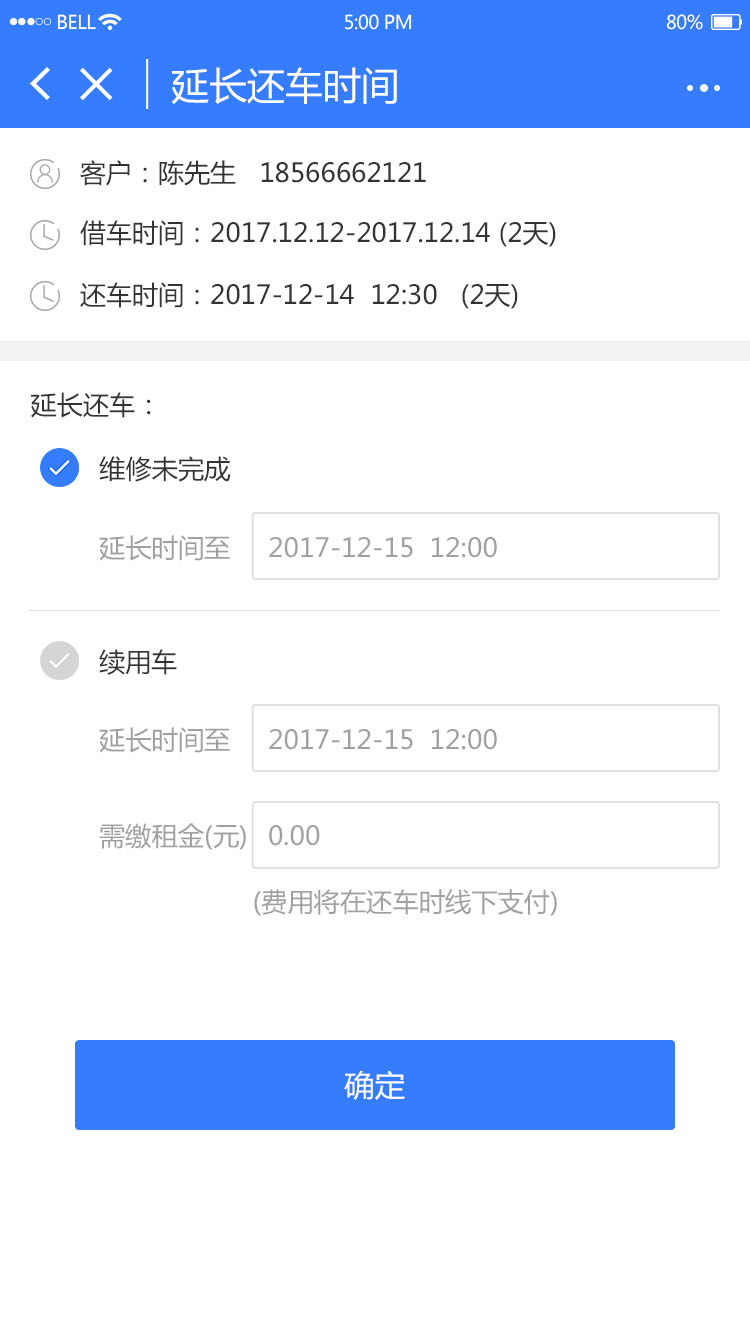 BELL 5:00 PM 80%
延长还车时间
客户：陈先生 18566662121
借车时间：2017.12.12-2017.12.14 (2天)
还车时间：2017-12-14 12:30 (2天)
延长还车：
维修未完成
延长时间至 2017-12-15 12:00
续用车
延长时间至 2017-12-15 12:00
需缴租金(元) 0.00
(费用将在还车时线下支付)
确定